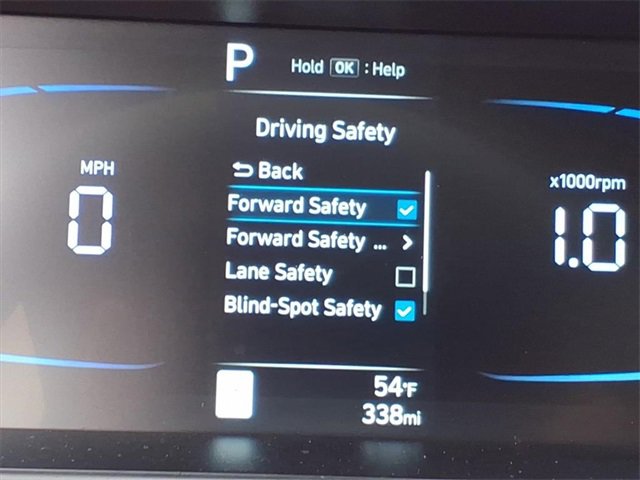 P
Hold OK : Help
Driving Safety
Back
MPH
0
x1000rpm
1.0
Forward Safety
Forward Safety ...
Lane Safety
Blind-Spot Safety
54°F
338mi